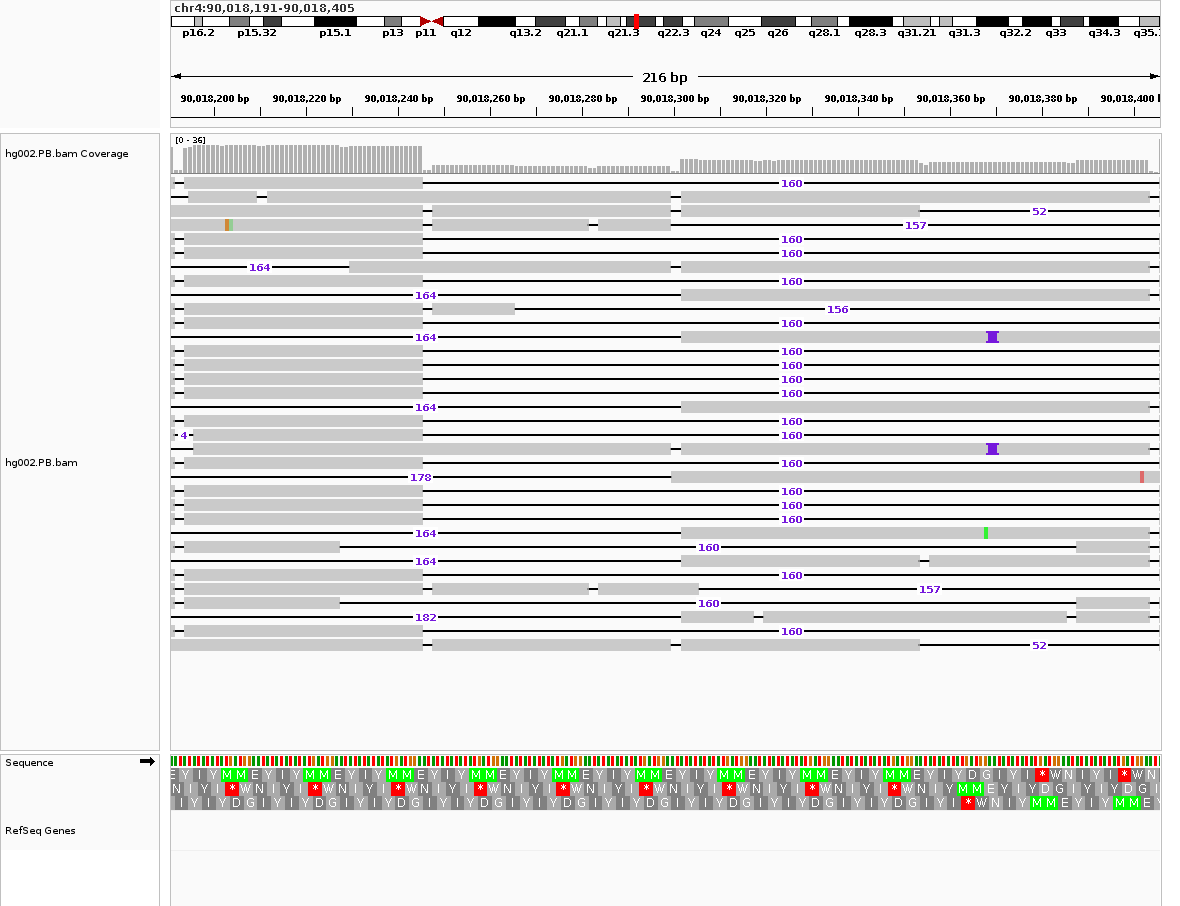 chr4:90,018,191-90,018,405
p16.2 p15.32 p15.1 p13 p11 q12 q13.2 q21.1 q21.3 q22.3 q24 q25 q26 q28.1 q28.3 q31.21 q31.3 q32.2 q33 q34.3 q35.
216 bp
90,018,200 bp 90,018,220 bp 90,018,240 bp 90,018,260 bp 90,018,280 bp 90,018,300 bp 90,018,320 bp 90,018,340 bp 90,018,360 bp 90,018,380 bp 90,018,400
[0 - 36]
hg002.PB.bam Coverage
160
52
157
160
160
164
160
164
156
160
164
160
160
160
160
164
160
4 160
hg002.PB.bam
160
178
160
160
160
164
160
164
160
157
160
182
160
52
Sequence
E Y I Y M M E Y I Y M M E Y I Y M M E Y I Y M M E Y I Y M M E Y I Y M M E Y I Y M M E Y I Y M M E Y I Y M M E Y I Y D G I Y I * W N I Y I * W N
N I Y I * W N I Y I * W N I Y I * W N I Y I * W N I Y I * W N I Y I * W N I Y I * W N I Y I * W N I Y I * W N I Y M M E Y I Y D G I Y I Y D G I
I Y I Y D G I Y I Y D G I Y I Y D G I Y I Y D G I Y I Y D G I Y I Y D G I Y I Y D G I Y I Y D G I Y I Y D G I Y I * W N I Y M M E Y I Y M M E
RefSeq Genes